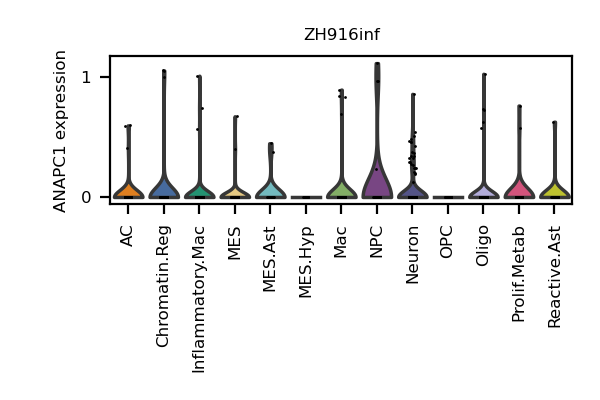 ZH916inf
ANAPC1 expression
1
0
AC
Chromatin.Reg
Inflammatory.Mac
MES
MES.Ast
MES.Hyp
Mac
NPC
Neuron
OPC
Oligo
Prolif.Metab
Reactive.Ast